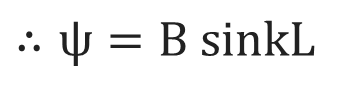 ∴ ψ = B sinkL